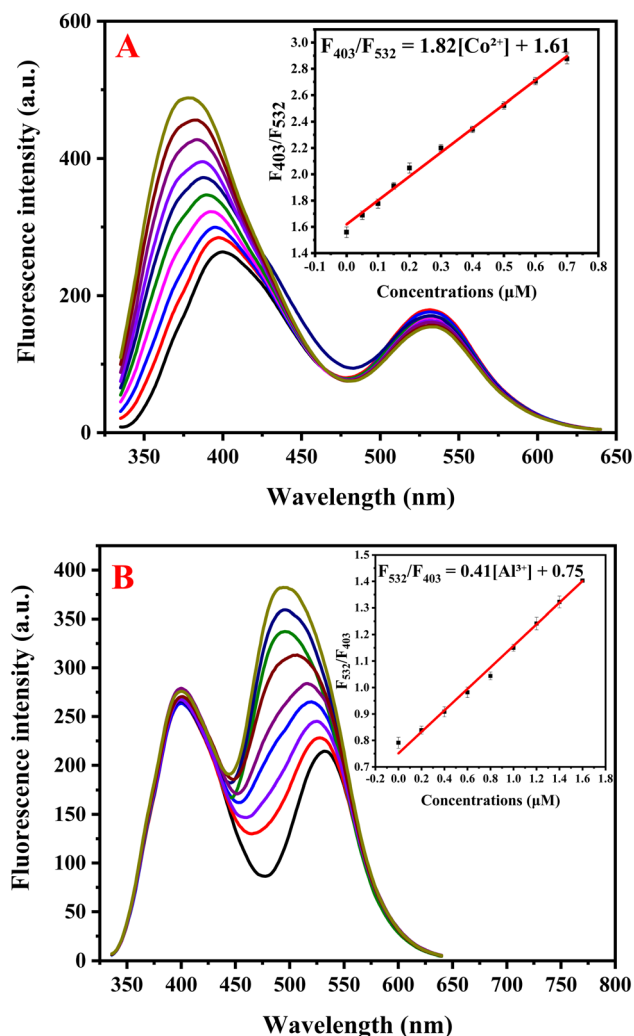 A
F₄₀₃/F₅₃₂ = 1.82[Co²⁺] + 1.61
Fluorescence intensity (a.u.)
600
400
200
0
F₄₀₃/F₅₃₂
3.0
2.8
2.6
2.4
2.2
2.0
1.8
1.6
1.4
-0.1 0.0 0.1 0.2 0.3 0.4 0.5 0.6 0.7 0.8
Concentrations (µM)
350 400 450 500 550 600 650
Wavelength (nm)
B
F₅₃₂/F₄₀₃ = 0.41[Al³⁺] + 0.75
Fluorescence intensity (a.u.)
400
350
300
250
200
150
100
50
0
F₅₃₂/F₄₀₃
1.5
1.4
1.3
1.2
1.1
1.0
0.9
0.8
0.7
-0.2 0.0 0.2 0.4 0.6 0.8 1.0 1.2 1.4 1.6 1.8
Concentrations (µM)
350 400 450 500 550 600 650 700 750 800
Wavelength (nm)